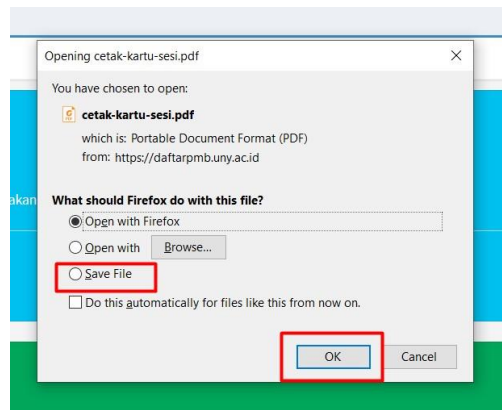 Opening cetak-kartu-sesi.pdf
You have chosen to open:
cetak-kartu-sesi.pdf
which is: Portable Document Format (PDF)
from: https://daftarpmb.uny.ac.id
akan
What should Firefox do with this file?
Open with Firefox
Open with Browse...
Save File
Do this automatically for files like this from now on.
OK Cancel